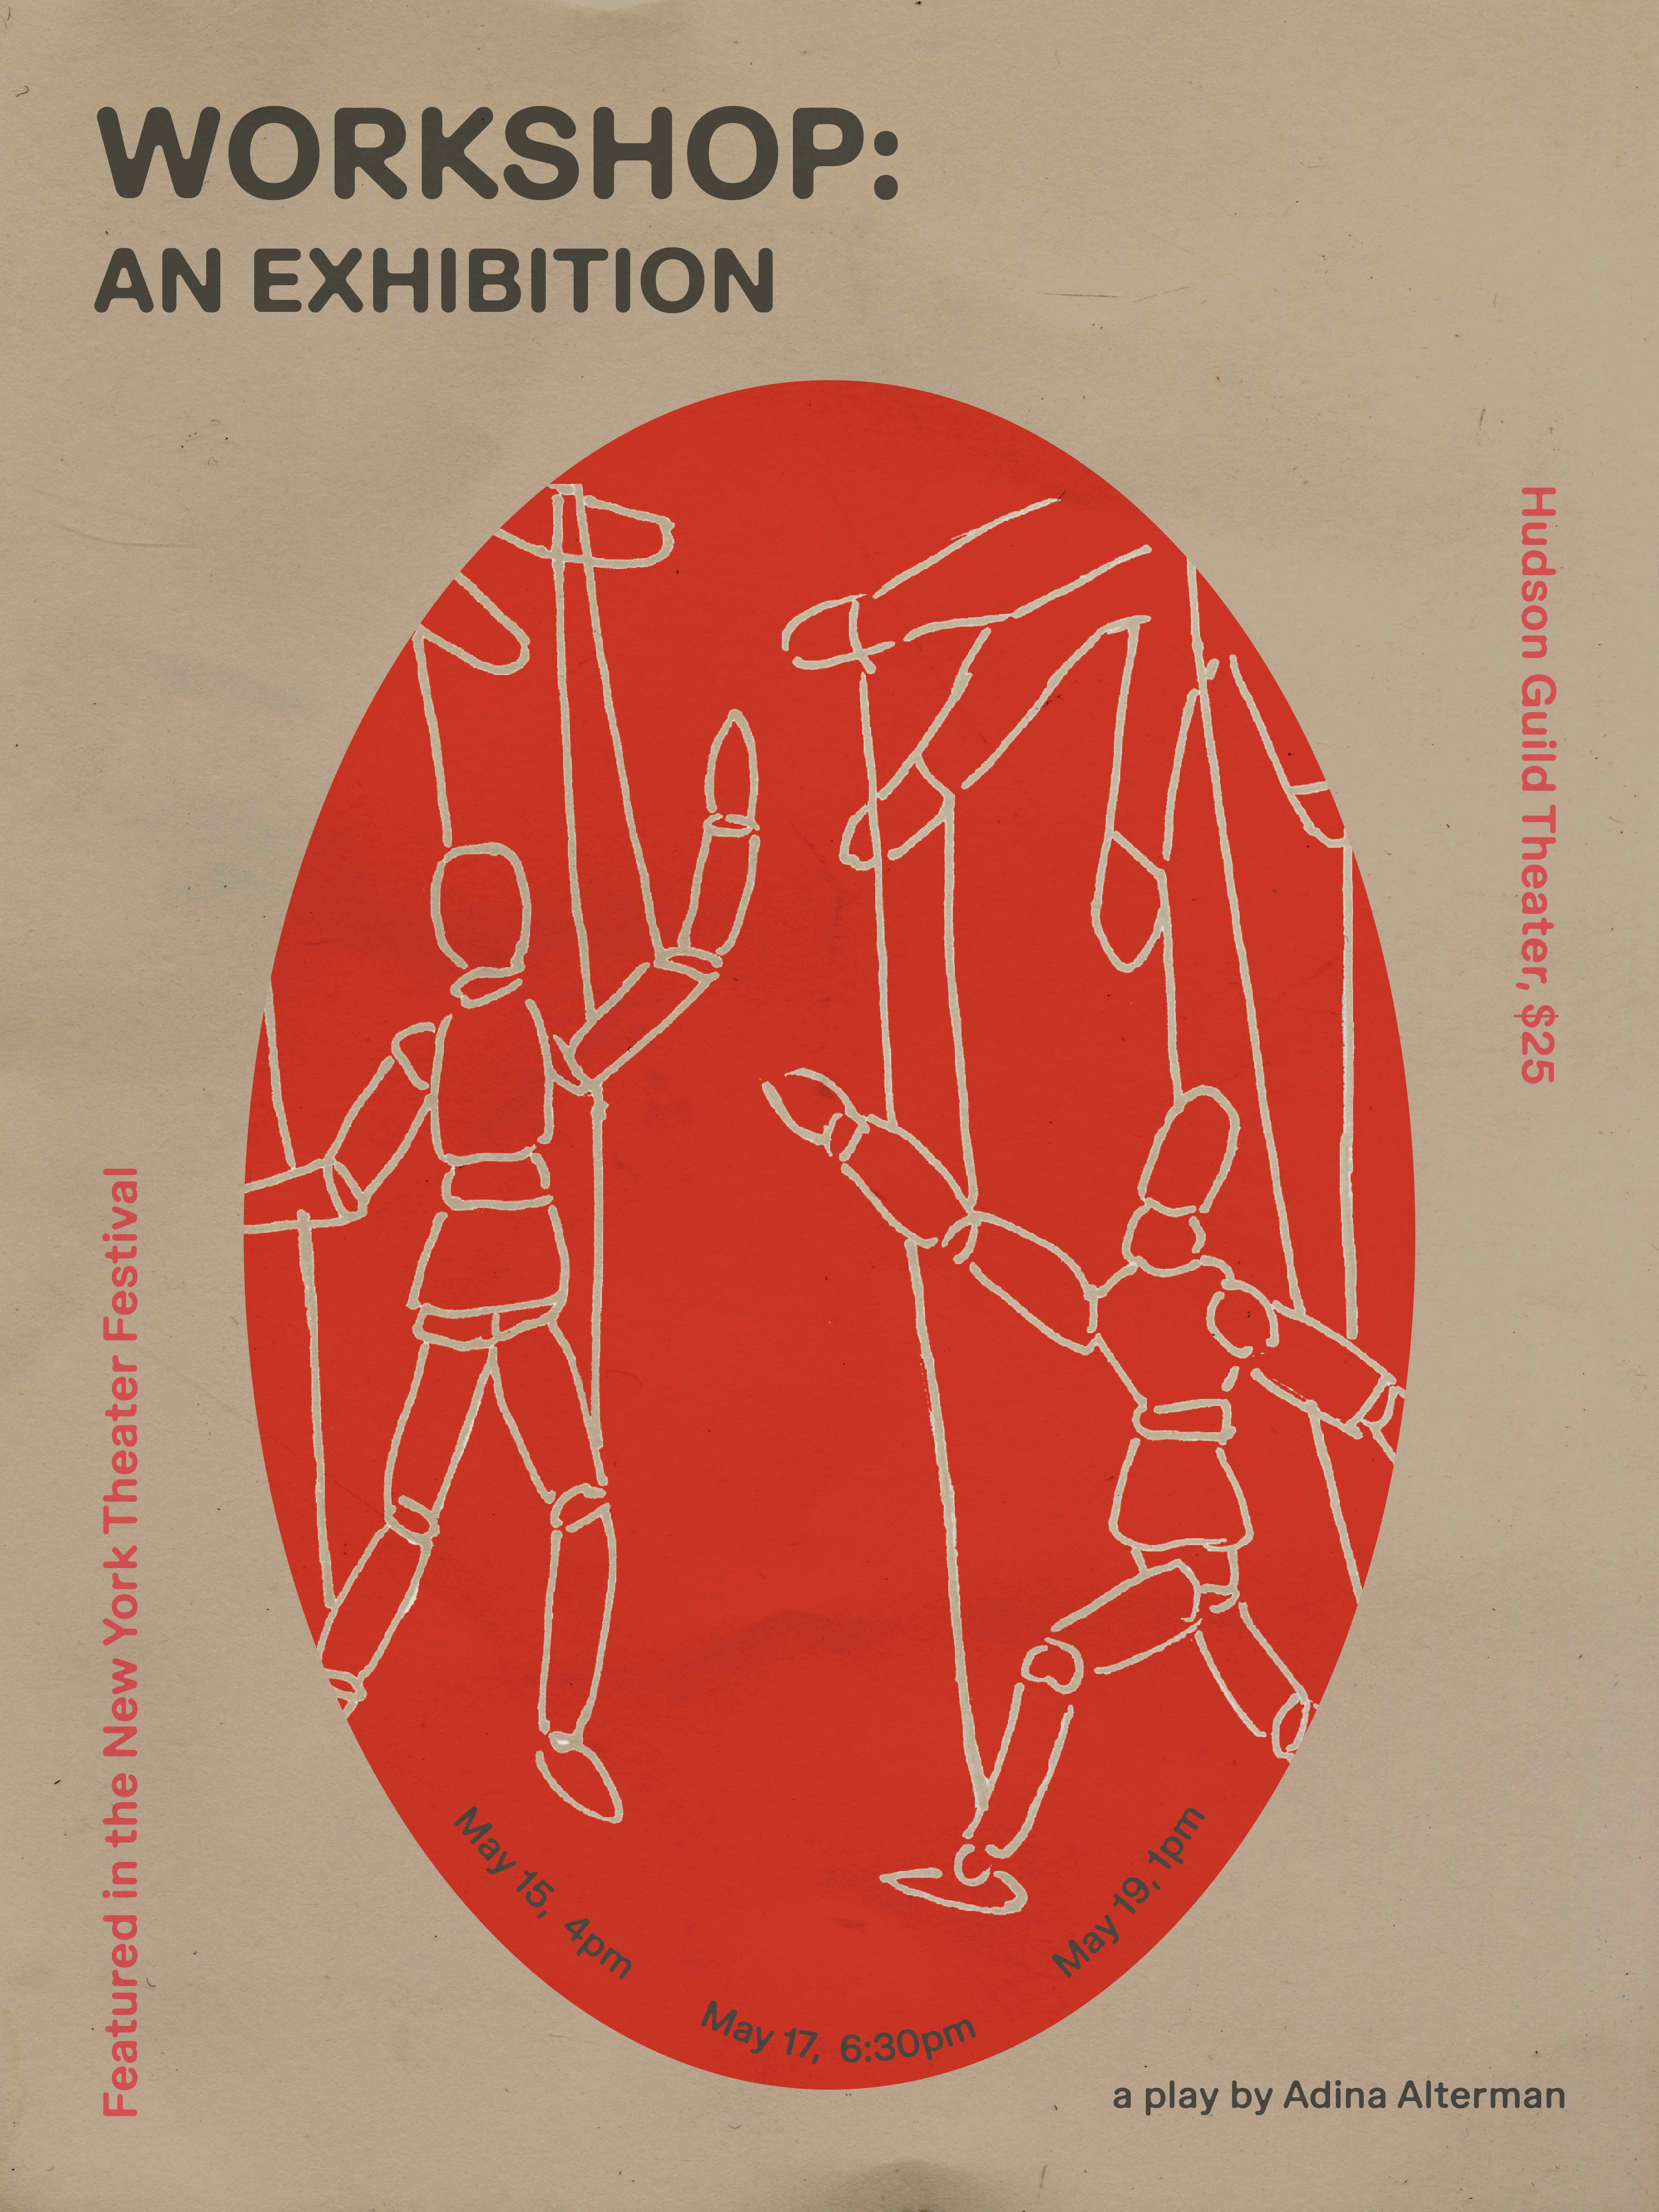 WORKSHOP:
AN EXHIBITION
Hudson Guild Theater, $25
Featured in the New York Theater Festival
May 15, 4pm
May 17, 6:30pm
May 19, 1pm
a play by Adina Alterman